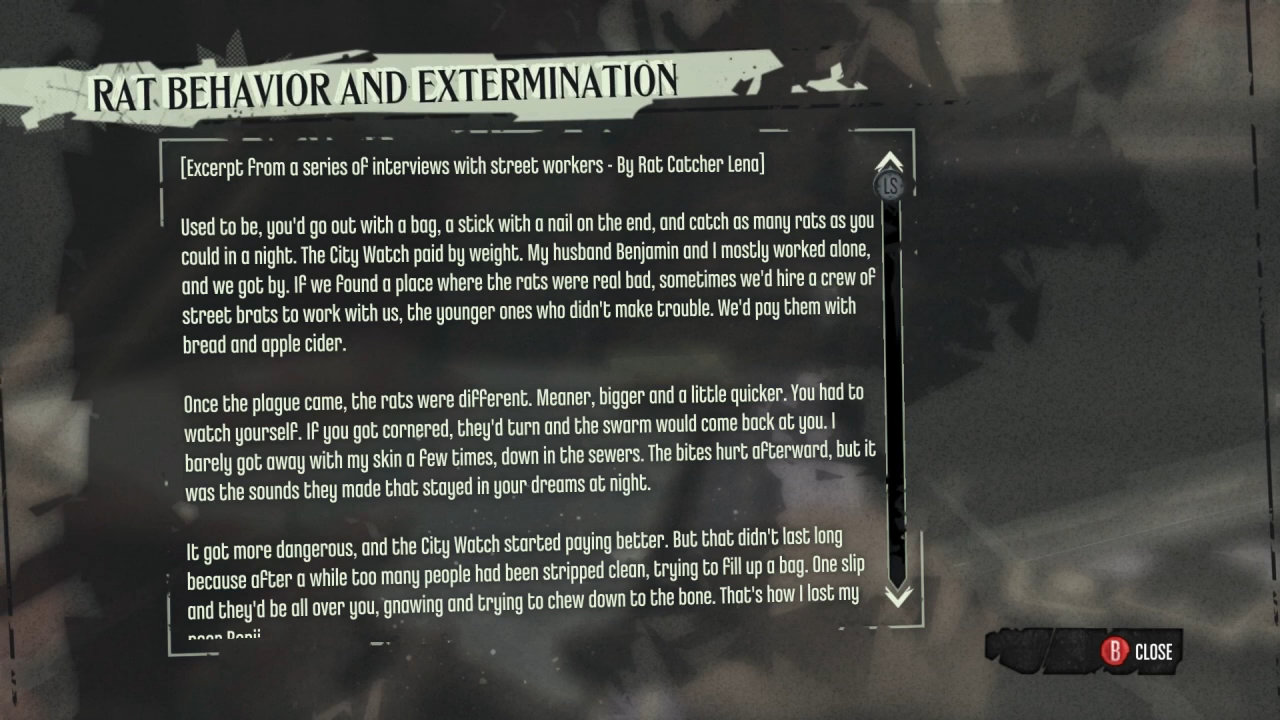 RAT BEHAVIOR AND EXTERMINATION
[Excerpt from a series of interviews with street workers - By Rat Catcher Lena]
LS
Used to be, you'd go out with a bag, a stick with a nail on the end, and catch as many rats as you
could in a night. The City Watch paid by weight. My husband Benjamin and I mostly worked alone,
and we got by. If we found a place where the rats were real bad, sometimes we'd hire a crew of
street brats to work with us, the younger ones who didn't make trouble. We'd pay them with
bread and apple cider.
Once the plague came, the rats were different. Meaner, bigger and a little quicker. You had to
watch yourself. If you got cornered, they'd turn and the swarm would come back at you. I
barely got away with my skin a few times, down in the sewers. The bites hurt afterward, but it
was the sounds they made that stayed in your dreams at night.
It got more dangerous, and the City Watch started paying better. But that didn't last long
because after a while too many people had been stripped clean, trying to fill up a bag. One slip
and they'd be all over you, gnawing and trying to chew down to the bone. That's how I lost my
B CLOSE